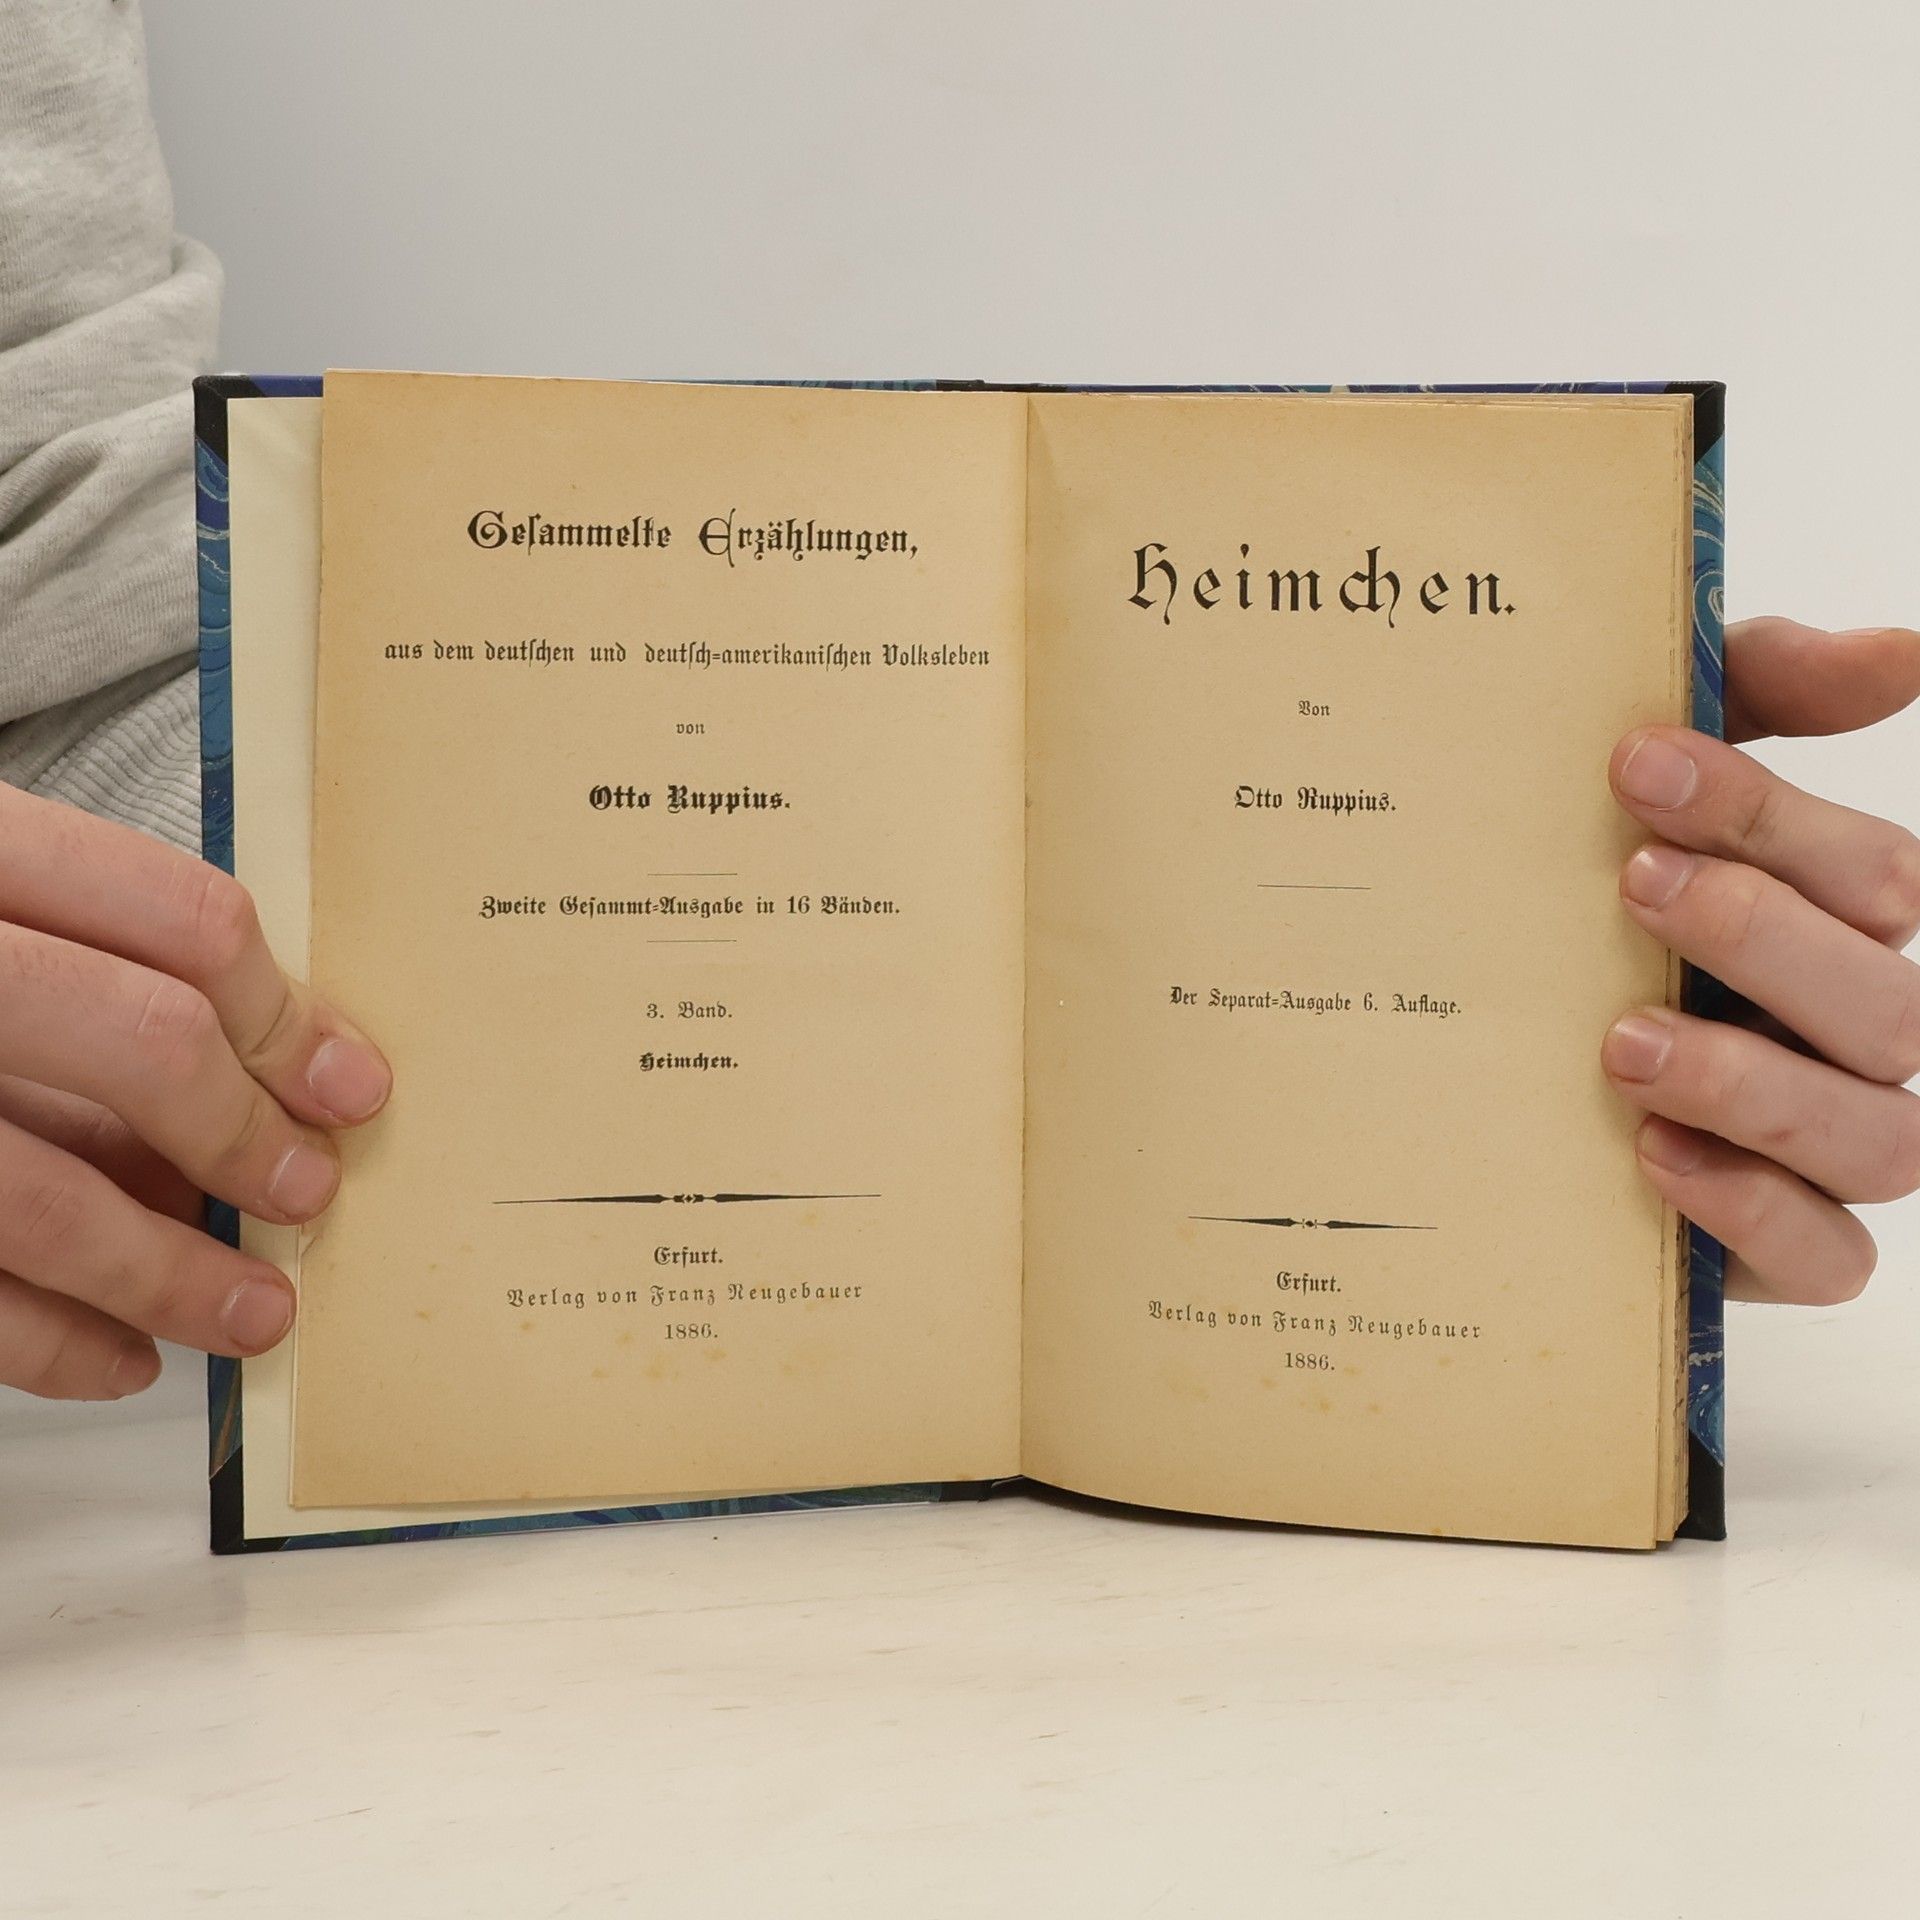 Geſammelte Erzählungen,
aus dem deutſchen und deutſch=amerikaniſchen Volksleben
von
Otto Ruppius.
Zweite Geſammt=Ausgabe in 16 Bänden.
3. Band.
Heimchen.
Erfurt.
Verlag von Franz Neugebauer
1886.
Heimchen.
Von
Otto Ruppius.
Der Separat=Ausgabe 6. Auflage.
Erfurt.
Verlag von Franz Neugebauer
1886.